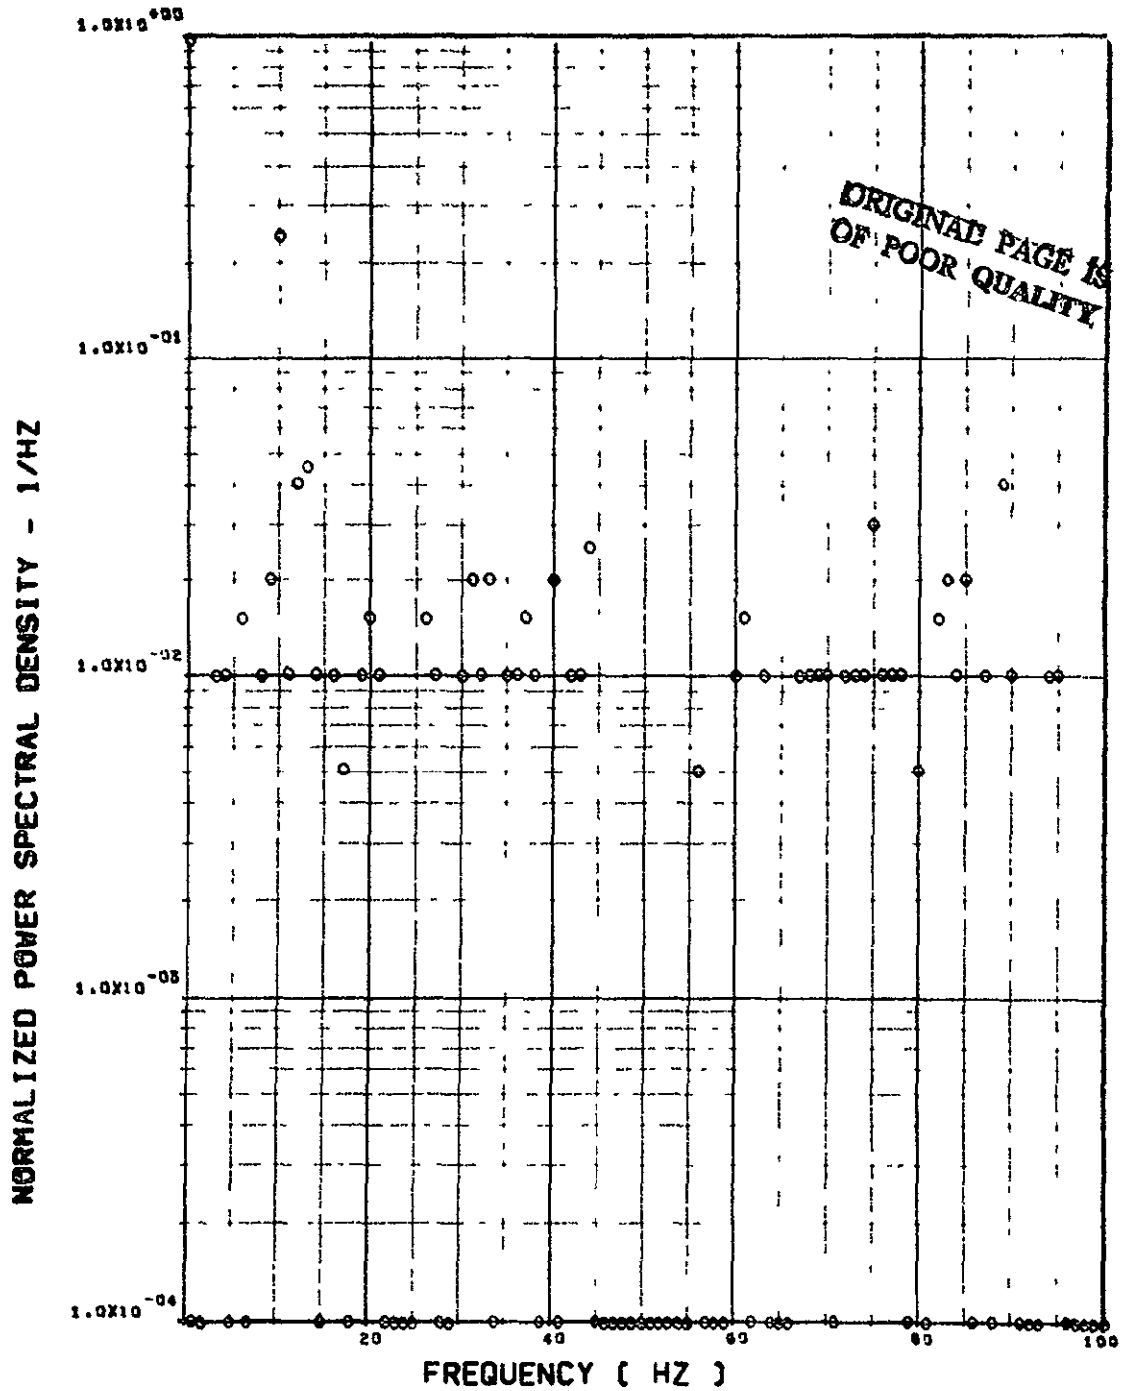 1.0X10+00
ORIGINAL PAGE IS
OF POOR QUALITY
1.0X10-01
NORMALIZED POWER SPECTRAL DENSITY - 1/HZ
1.0X10-02
1.0X10-03
1.0X10-04
20 40 60 80 100
FREQUENCY ( HZ )